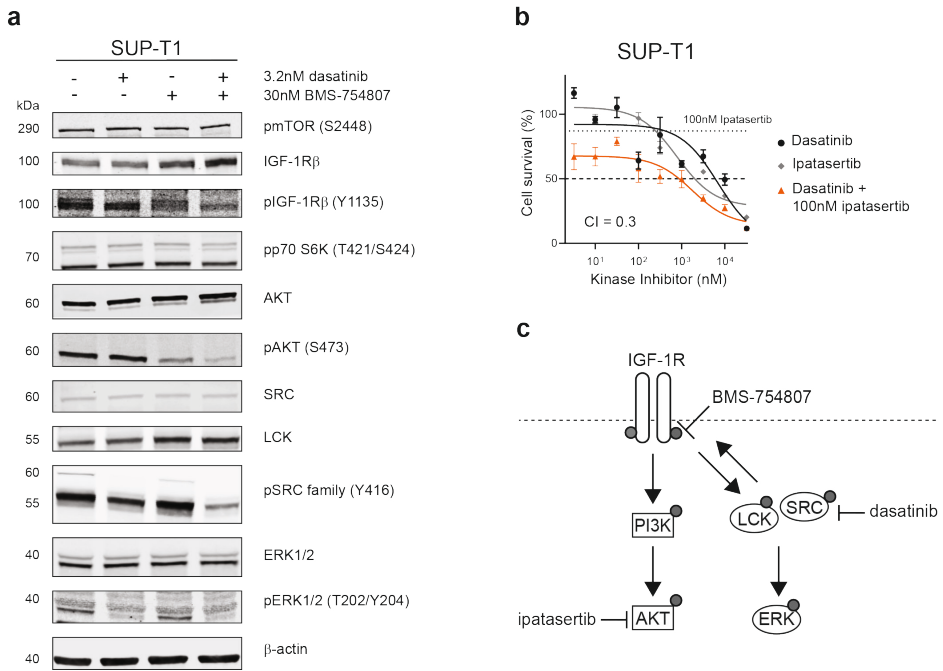 a
SUP-T1
- + - + 3.2nM dasatinib
- - + + 30nM BMS-754807
kDa
290 pmTOR (S2448)
100 IGF-1Rβ
100 pIGF-1Rβ (Y1135)
70 pp70 S6K (T421/S424)
60 AKT
60 pAKT (S473)
60 SRC
55 LCK
60
55 pSRC family (Y416)
40 ERK1/2
40 pERK1/2 (T202/Y204)
40 β-actin
b
SUP-T1
Cell survival (%)
100
50
0
100nM Ipatasertib
CI = 0.3
10¹ 10² 10³ 10⁴
Kinase Inhibitor (nM)
Dasatinib
Ipatasertib
Dasatinib +
100nM ipatasertib
c
IGF-1R
BMS-754807
PI3K
LCK
SRC
dasatinib
ipatasertib
AKT
ERK